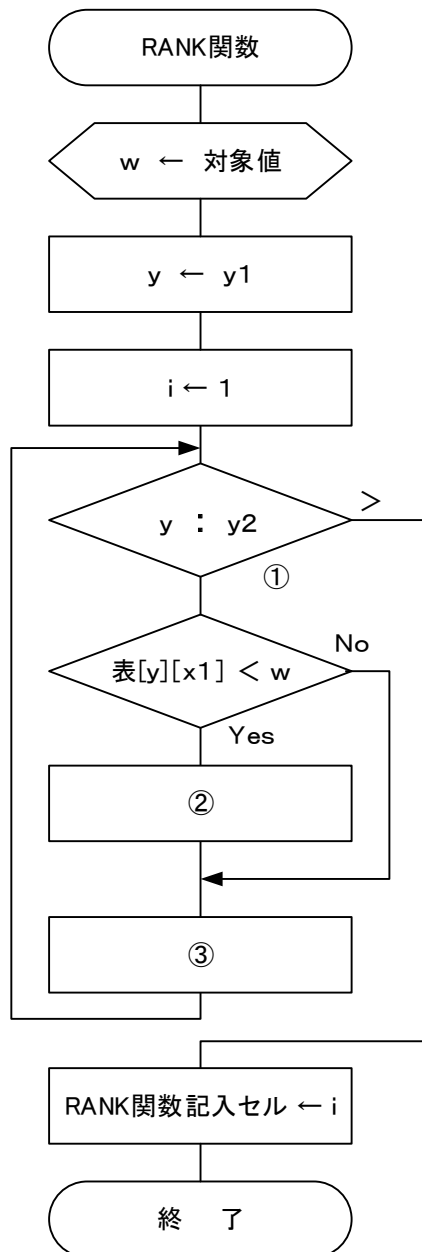 RANK関数
w ← 対象値
y ← y1
i ← 1
y : y2
>
①
表[y][x1] < w
No
Yes
②
③
RANK関数記入セル ← i
終 了